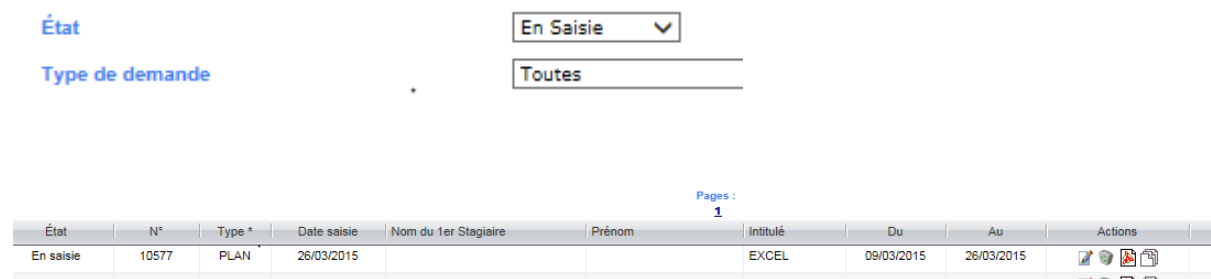 État En Saisie
Type de demande * Toutes
Pages :
1
État N° Type * Date saisie Nom du 1er Stagiaire Prénom Intitulé Du Au Actions
En saisie 10577 PLAN 26/03/2015 EXCEL 09/03/2015 26/03/2015